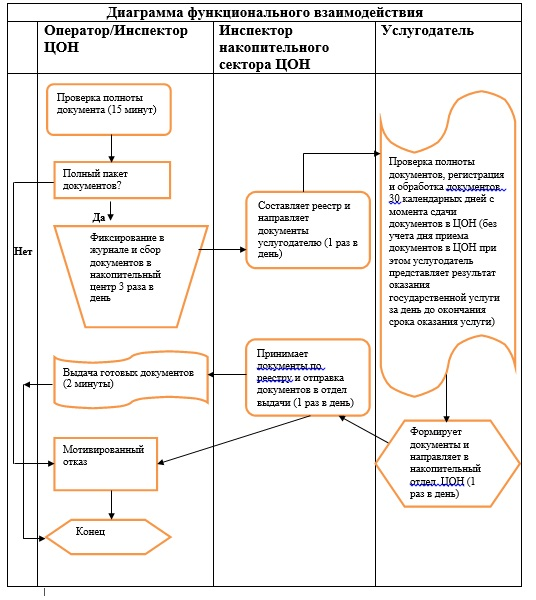 Диаграмма функционального взаимодействия
Оператор/Инспектор
ЦОН
Инспектор
накопительного
сектора ЦОН
Услугодатель
Проверка полноты
документа (15 минут)
Полный пакет
документов?
Да
Нет
Фиксирование в
журнале и сбор
документов в
накопительный
центр 3 раза в
день
Составляет реестр и
направляет
документы
услугодателю (1 раз в
день)
Проверка полноты
документов, регистрация
и обработка документов
30 календарных дней с
момента сдачи
документов в ЦОН (без
учета дня приема
документов в ЦОН при
этом услугодатель
представляет результат
оказания
государственной услуги
за день до окончания
срока оказания услуги)
Формирует
документы и
направляет в
накопительный
отдел ЦОН (1
раз в день)
Принимает
документы по
реестру и отправка
документов в отдел
выдачи (1 раз в день)
Выдача готовых документов
(2 минуты)
Мотивированный
отказ
Конец